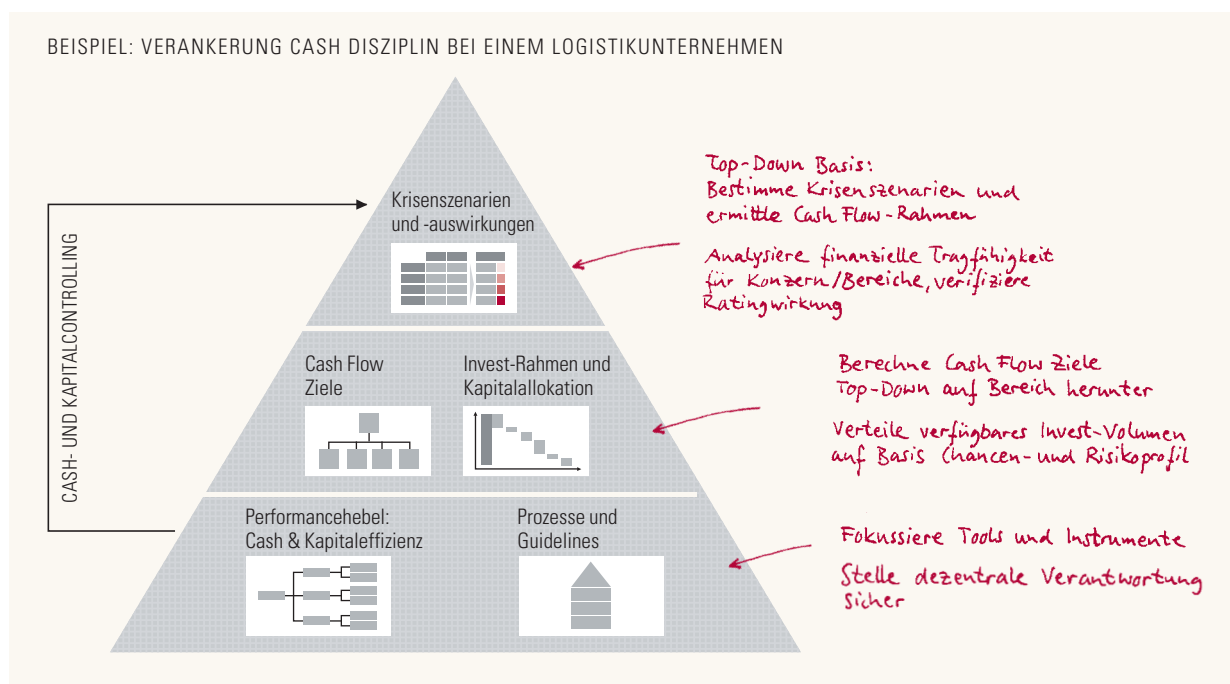 BEISPIEL: VERANKERUNG CASH DISZIPLIN BEI EINEM LOGISTIKUNTERNEHMEN
CASH- UND KAPITALCONTROLLING
Krisenszenarien
und -auswirkungen
Top-Down Basis:
Bestimme Krisenszenarien und
ermittle Cash Flow-Rahmen
Analysiere finanzielle Tragfähigkeit
für Konzern/Bereiche, verifiziere
Ratingwirkung
Cash Flow
Ziele
Invest-Rahmen und
Kapitalallokation
Berechne Cash Flow Ziele
Top-Down auf Bereich herunter
Verteile verfügbares Invest-Volumen
auf Basis Chancen- und Risikoprofil
Performancehebel:
Cash & Kapitaleffizienz
Prozesse und
Guidelines
Fokussiere Tools und Instrumente
Stelle dezentrale Verantwortung
sicher